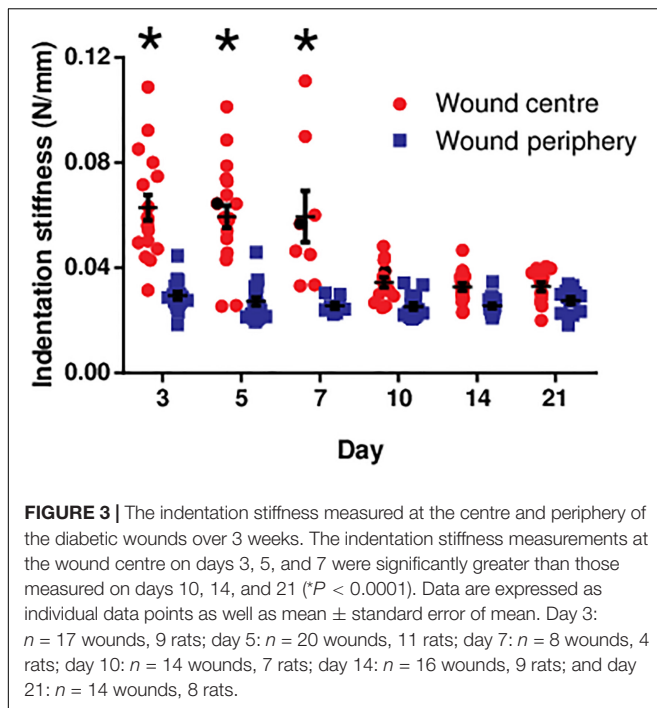 * * *
0.12
0.08
0.04
0.00
Indentation stiffness (N/mm)
Wound centre
Wound periphery
3 5 7 10 14 21
Day
FIGURE 3 | The indentation stiffness measured at the centre and periphery of
the diabetic wounds over 3 weeks. The indentation stiffness measurements at
the wound centre on days 3, 5, and 7 were significantly greater than those
measured on days 10, 14, and 21 (*P < 0.0001). Data are expressed as
individual data points as well as mean ± standard error of mean. Day 3:
n = 17 wounds, 9 rats; day 5: n = 20 wounds, 11 rats; day 7: n = 8 wounds, 4
rats; day 10: n = 14 wounds, 7 rats; day 14: n = 16 wounds, 9 rats; and day
21: n = 14 wounds, 8 rats.